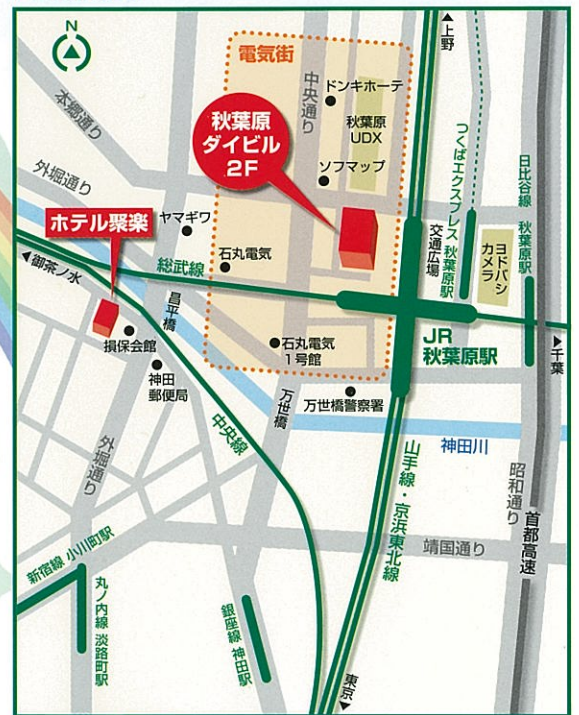 N
電気街
上野
本郷通り
中央通り
ドンキホーテ
秋葉原
UDX
秋葉原
ダイビル
2F
ソフマップ
外堀通り
ヤマギワ
ホテル聚楽
石丸電気
総武線
御茶ノ水
昌平橋
つくばエクスプレス 秋葉原駅
交通広場
ヨドバシ
カメラ
日比谷線 秋葉原駅
JR
秋葉原駅
千葉
損保会館
神田
郵便局
石丸電気
1号館
万世橋
万世橋警察署
神田川
外堀通り
中央線
山手線・京浜東北線
昭和通り
首都高速
靖国通り
新宿線 小川町駅
丸ノ内線 淡路町駅
銀座線 神田駅
東京